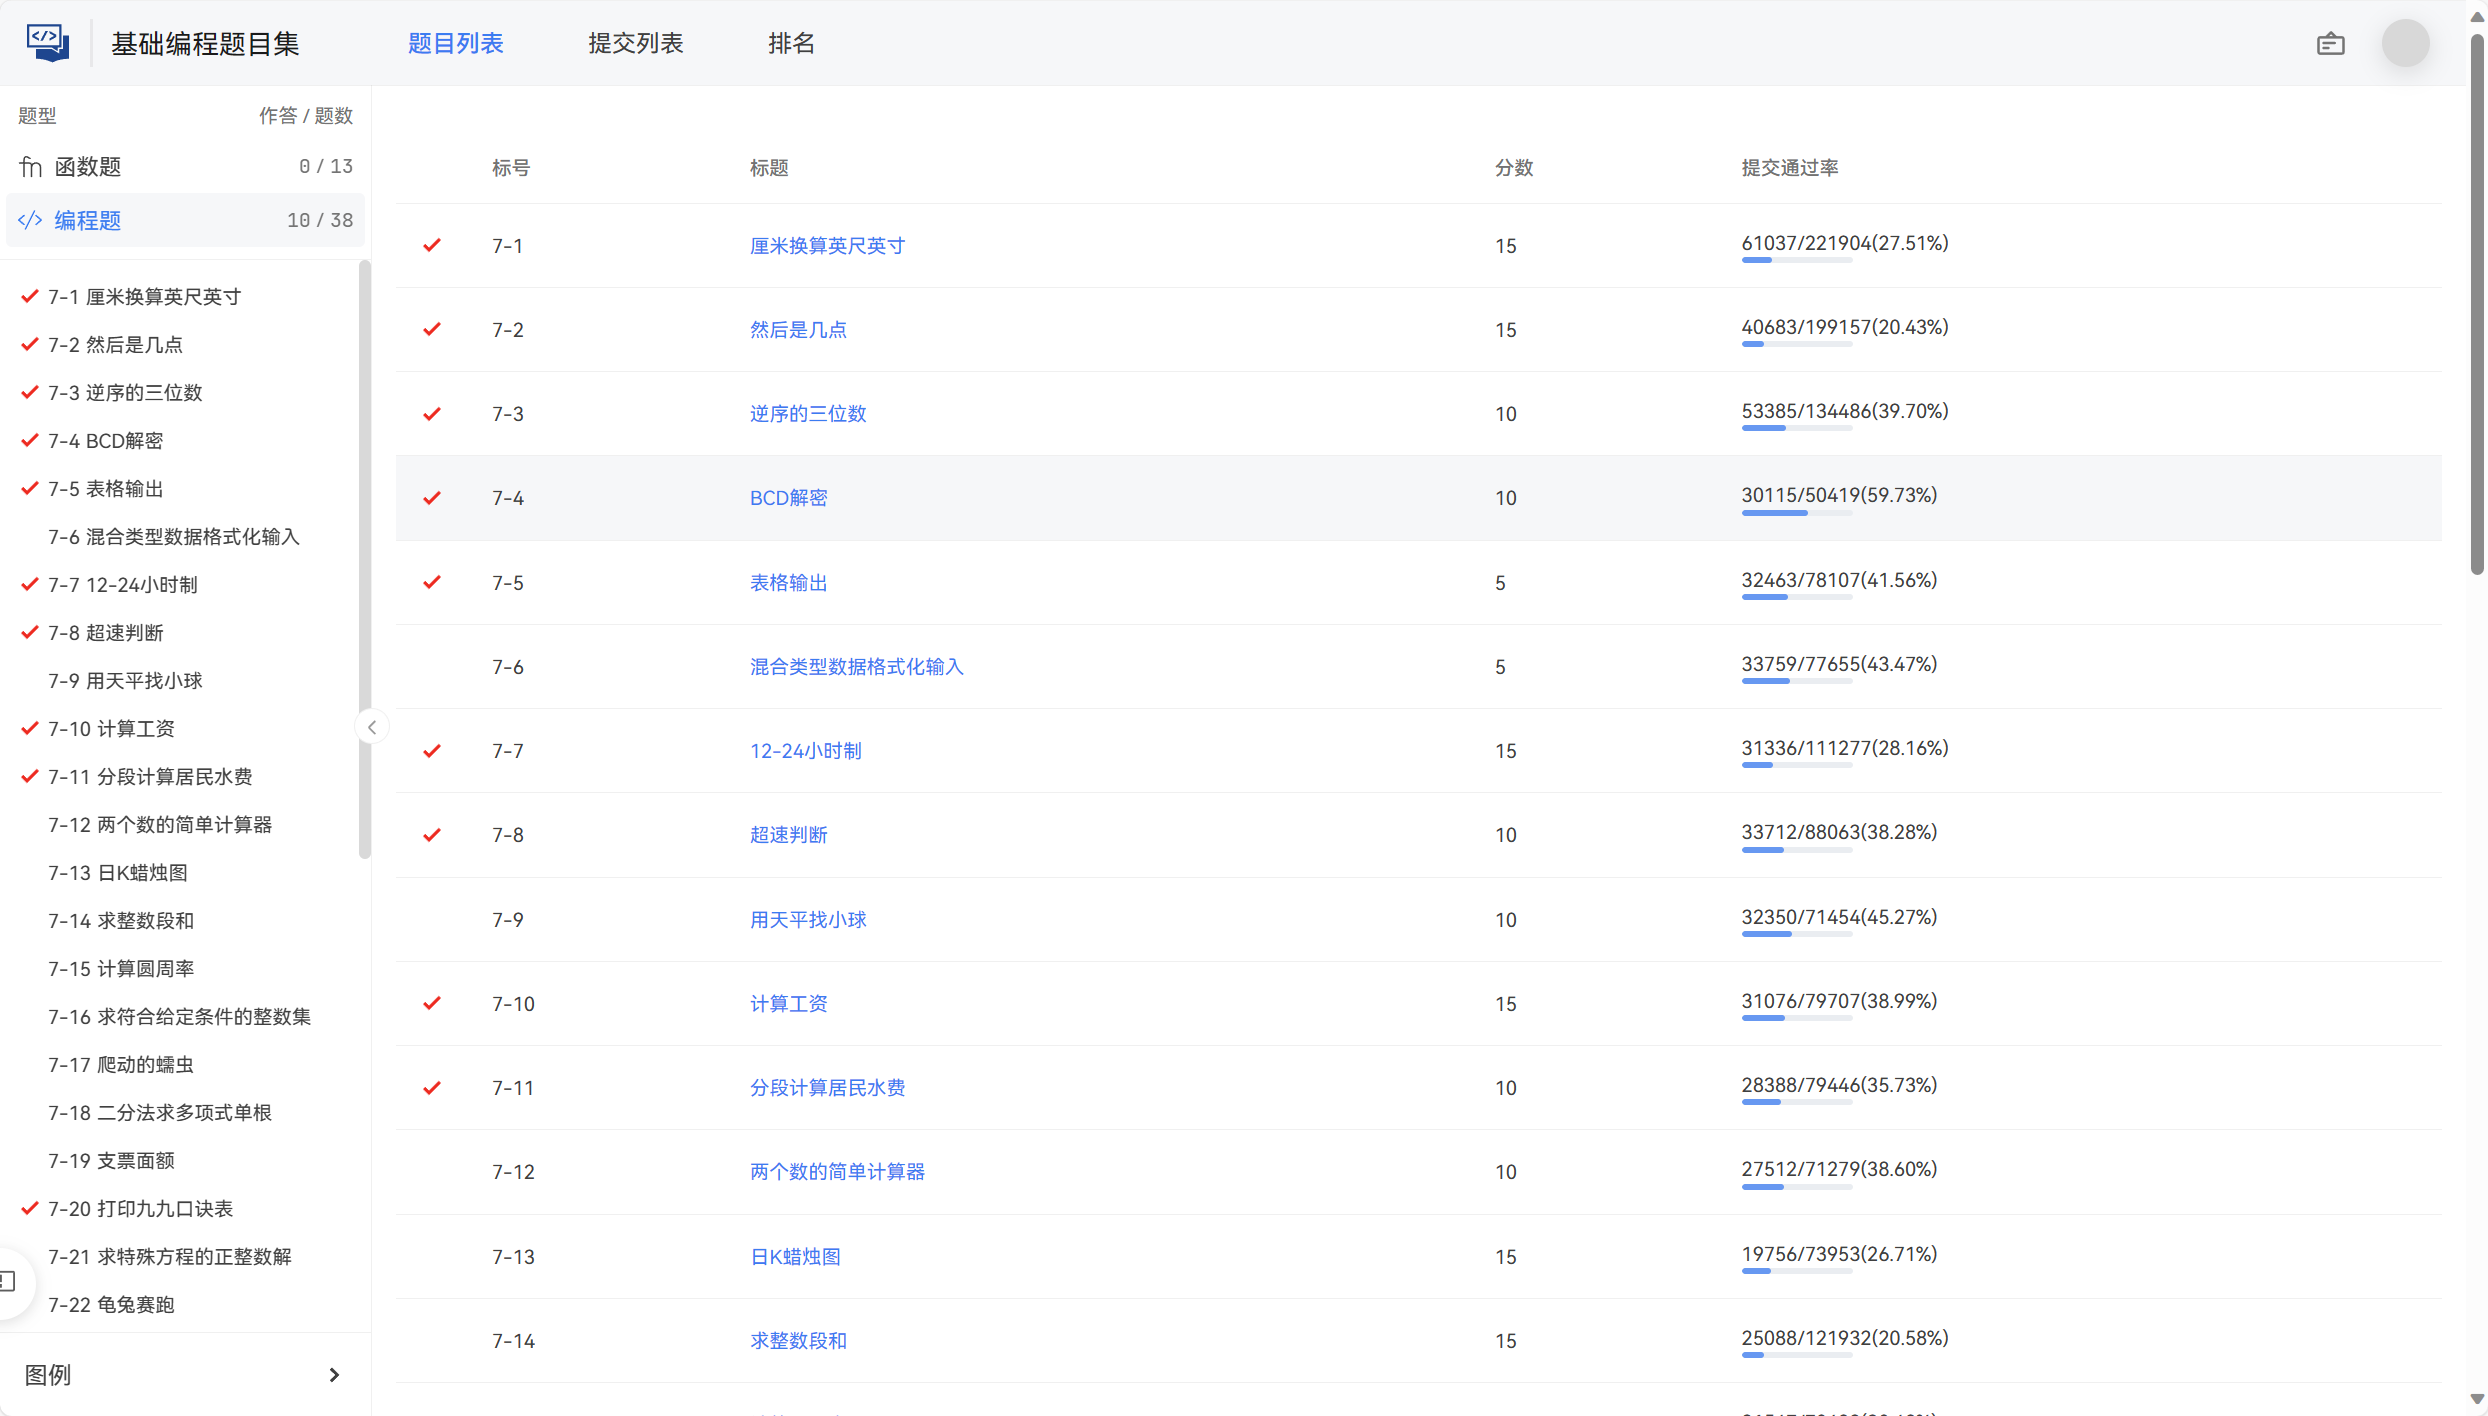 基础编程题目集 题目列表 提交列表 排名
题型 作答 / 题数
fn 函数题 0 / 13
</> 编程题 10 / 38
7-1 厘米换算英尺英寸
7-2 然后是几点
7-3 逆序的三位数
7-4 BCD解密
7-5 表格输出
7-6 混合类型数据格式化输入
7-7 12-24小时制
7-8 超速判断
7-9 用天平找小球
7-10 计算工资
7-11 分段计算居民水费
7-12 两个数的简单计算器
7-13 日K蜡烛图
7-14 求整数段和
7-15 计算圆周率
7-16 求符合给定条件的整数集
7-17 爬动的蠕虫
7-18 二分法求多项式单根
7-19 支票面额
7-20 打印九九口诀表
7-21 求特殊方程的正整数解
7-22 龟兔赛跑
图例
标号 标题 分数 提交通过率
7-1 厘米换算英尺英寸 15 61037/221904(27.51%)
7-2 然后是几点 15 40683/199157(20.43%)
7-3 逆序的三位数 10 53385/134486(39.70%)
7-4 BCD解密 10 30115/50419(59.73%)
7-5 表格输出 5 32463/78107(41.56%)
7-6 混合类型数据格式化输入 5 33759/77655(43.47%)
7-7 12-24小时制 15 31336/111277(28.16%)
7-8 超速判断 10 33712/88063(38.28%)
7-9 用天平找小球 10 32350/71454(45.27%)
7-10 计算工资 15 31076/79707(38.99%)
7-11 分段计算居民水费 10 28388/79446(35.73%)
7-12 两个数的简单计算器 10 27512/71279(38.60%)
7-13 日K蜡烛图 15 19756/73953(26.71%)
7-14 求整数段和 15 25088/121932(20.58%)